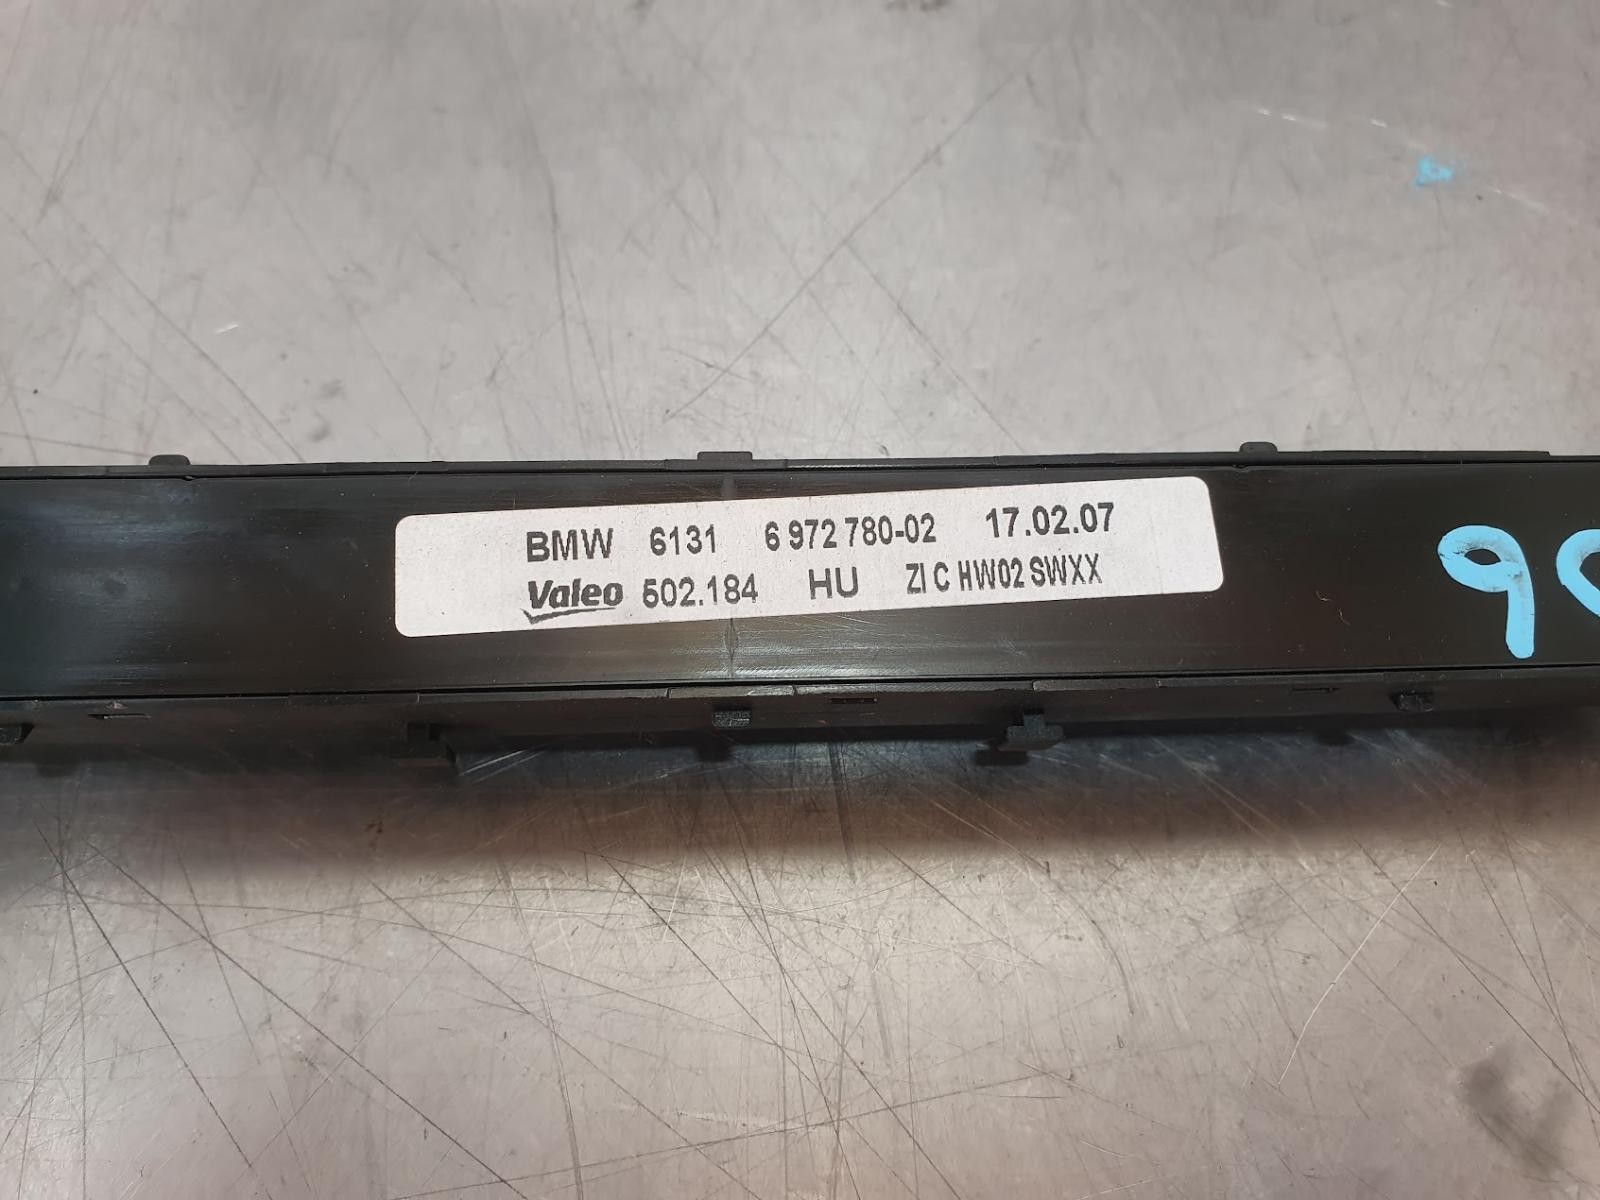 BMW 6131 6 972 780-02 17.02.07
Valeo 502.184 HU ZI C HW02 SWXX